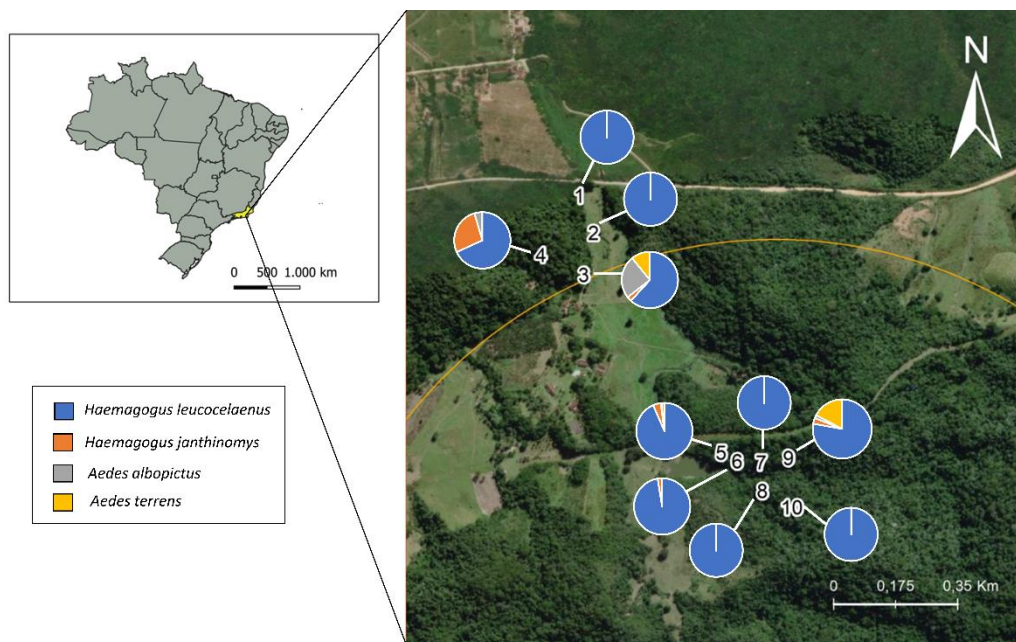 0 500 1.000 km
Haemagogus leucocelaenus
Haemagogus janthinomys
Aedes albopictus
Aedes terrens
N
1
2
4
3
5
6
7
9
8
10
0 0,175 0,35 Km